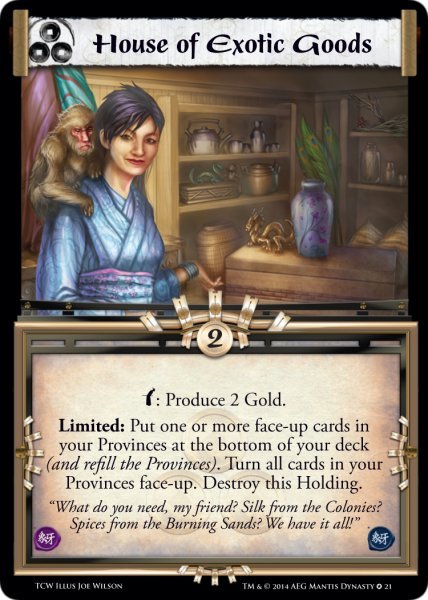 House of Exotic Goods
2
: Produce 2 Gold.
Limited: Put one or more face-up cards in
your Provinces at the bottom of your deck
(and refill the Provinces). Turn all cards in your
Provinces face-up. Destroy this Holding.
“What do you need, my friend? Silk from the Colonies?
Spices from the Burning Sands? We have it all!”
TCW Illus Joe Wilson
TM & © 2014 AEG Mantis Dynasty ✪ 21